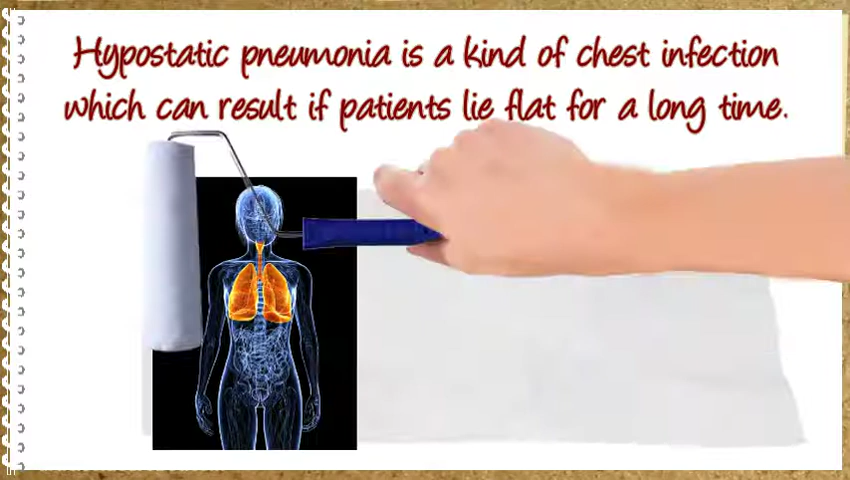 Hypostatic pneumonia is a kind of chest infection
which can result if patients lie flat for a long time.